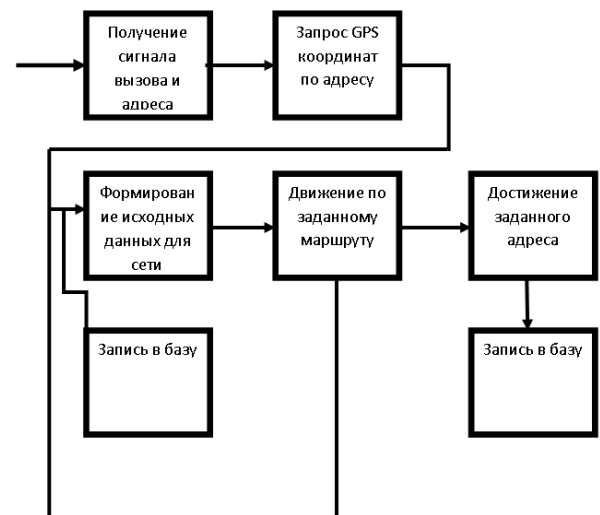 Получение
сигнала
вызова и
адреса
Запрос GPS
координат
по адресу
Формирован
ие исходных
данных для
сети
Движение по
заданному
маршруту
Достижение
заданного
адреса
Запись в базу
Запись в базу